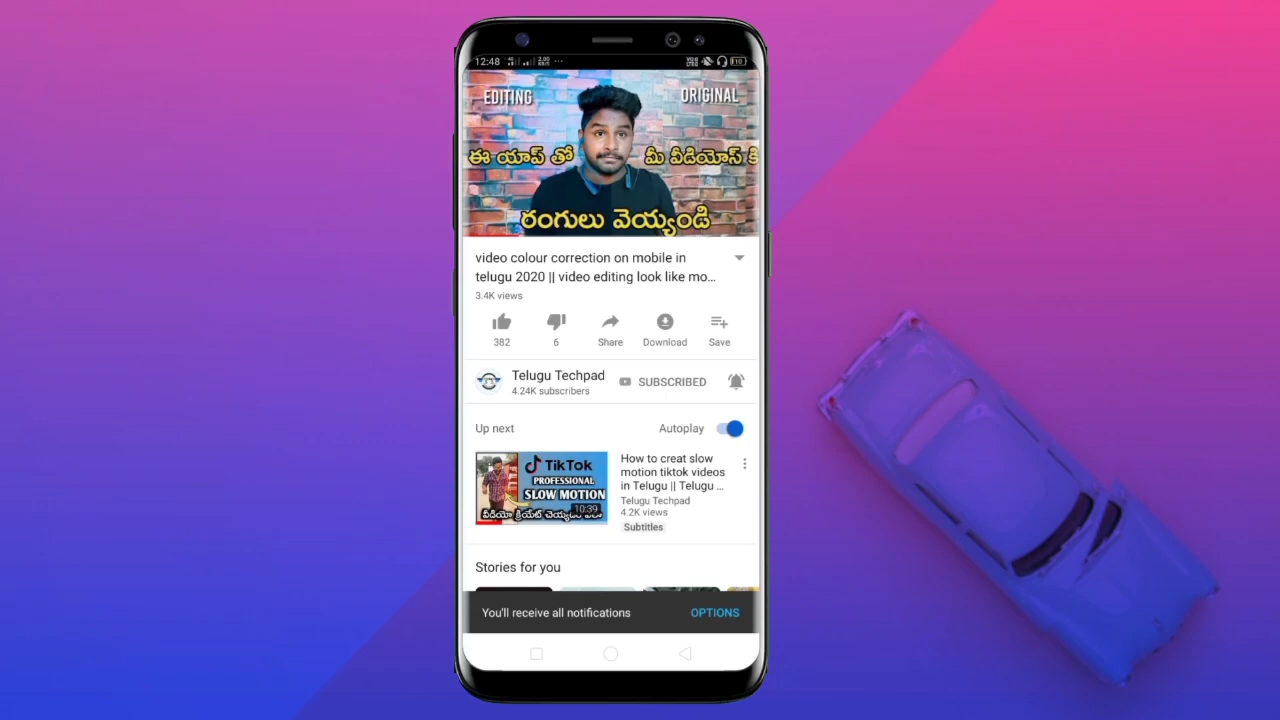 12:48
EDITING
ORIGINAL
ఈ యాప్ తో
మీ వీడియోస్ కి
రంగులు వెయ్యండి
video colour correction on mobile in
telugu 2020 || video editing look like mo...
3.4K views
382
6
Share
Download
Save
Telugu Techpad
4.24K subscribers
SUBSCRIBED
Up next
Autoplay
TikTok
PROFESSIONAL
SLOW MOTION
10:39
వీడియో క్రియేట్ చెయ్యడం
How to creat slow
motion tiktok videos
in Telugu || Telugu ...
Telugu Techpad
4.2K views
Subtitles
Stories for you
You'll receive all notifications
OPTIONS